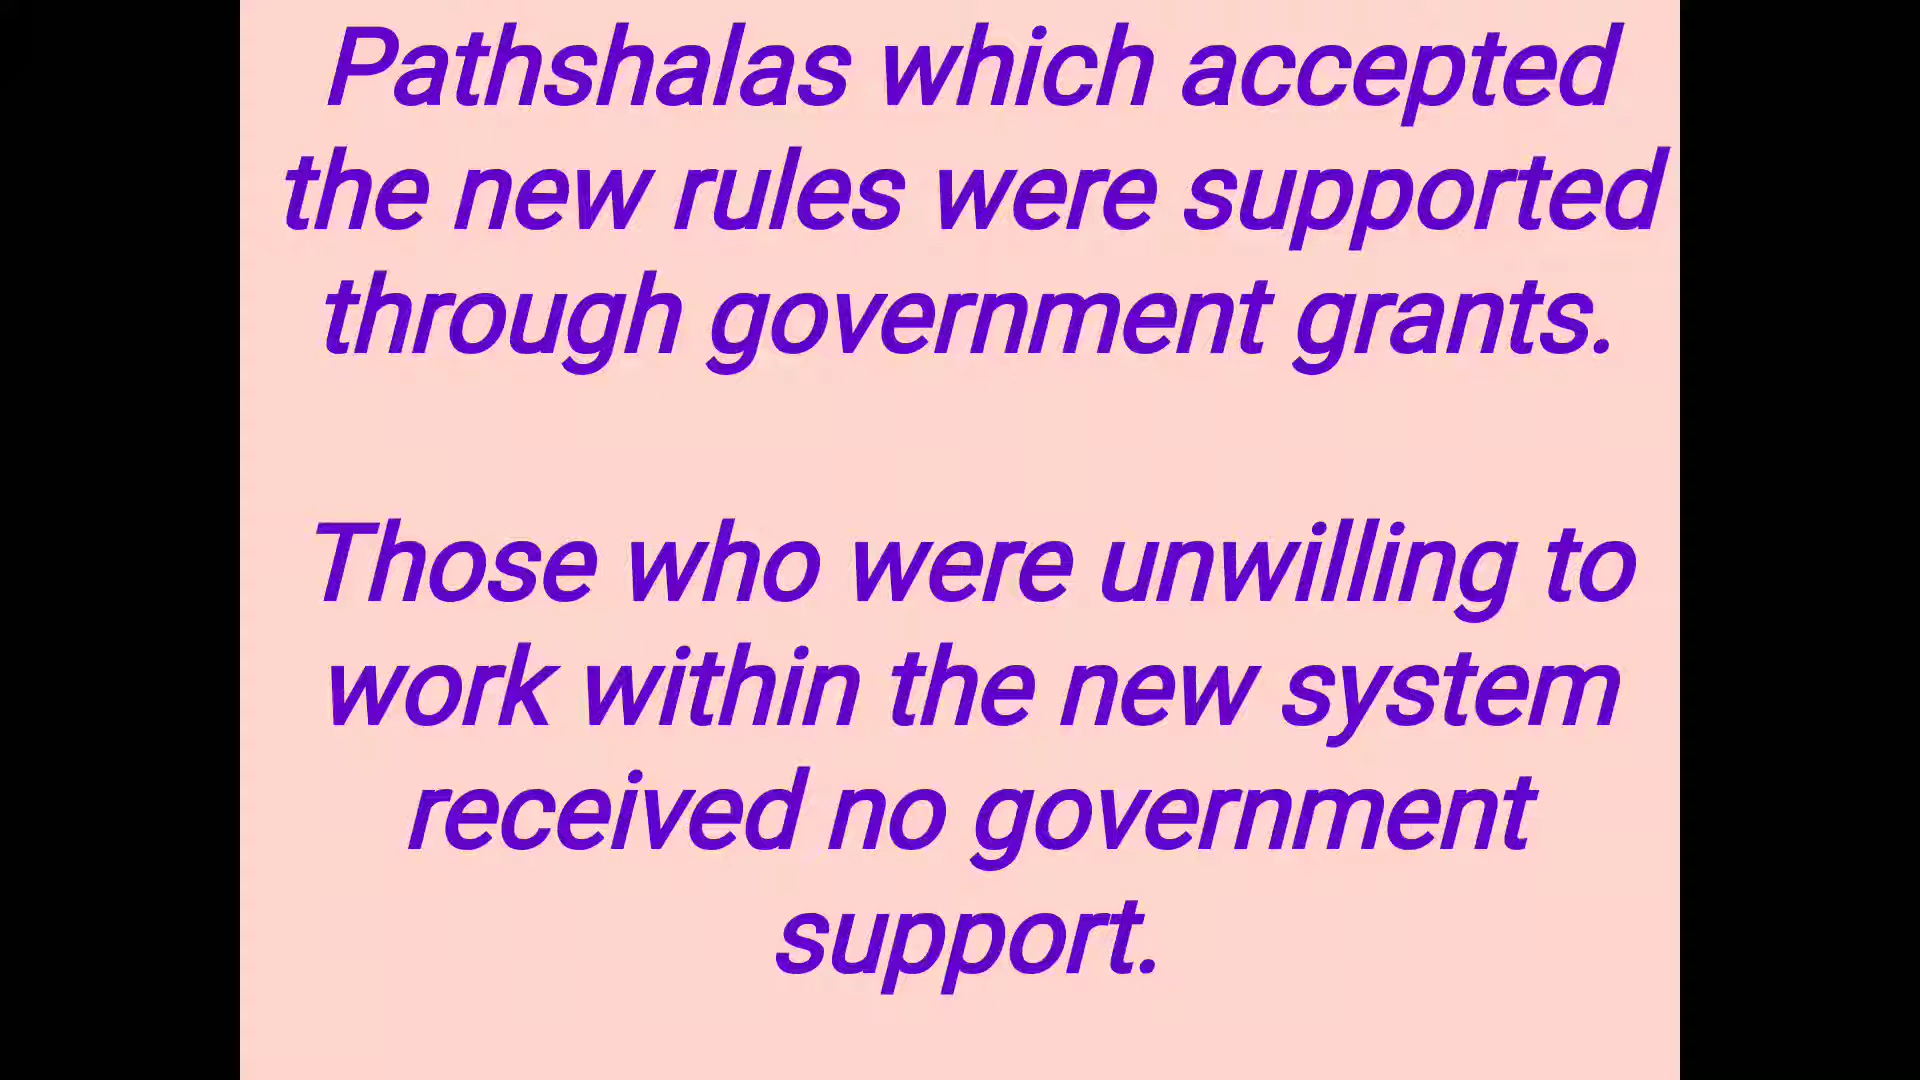 Pathshalas which accepted
the new rules were supported
through government grants.
Those who were unwilling to
work within the new system
received no government
support.